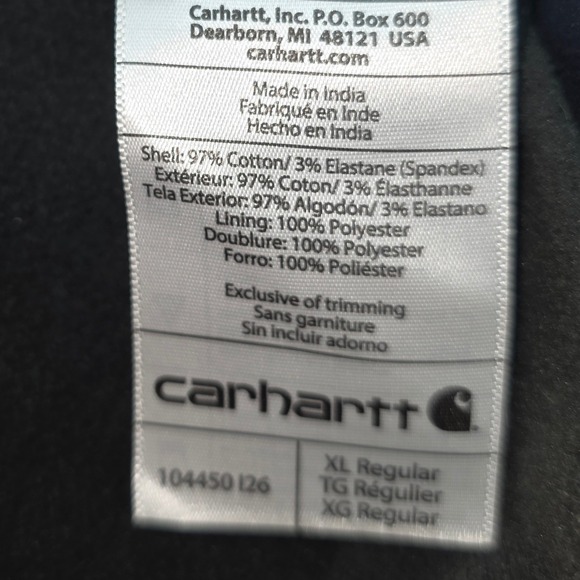 Carhartt, Inc. P.O. Box 600
Dearborn, MI 48121 USA
carhartt.com
Made in India
Fabriqué en Inde
Hecho en India
Shell: 97% Cotton/ 3% Elastane (Spandex)
Extérieur: 97% Coton/ 3% Élasthanne
Tela Exterior: 97% Algodón/ 3% Elastano
Lining: 100% Polyester
Doublure: 100% Polyester
Forro: 100% Poliéster
Exclusive of trimming
Sans garniture
Sin incluir adorno
carhartt
104450 I26
XL Regular
TG Régulier
XG Regular